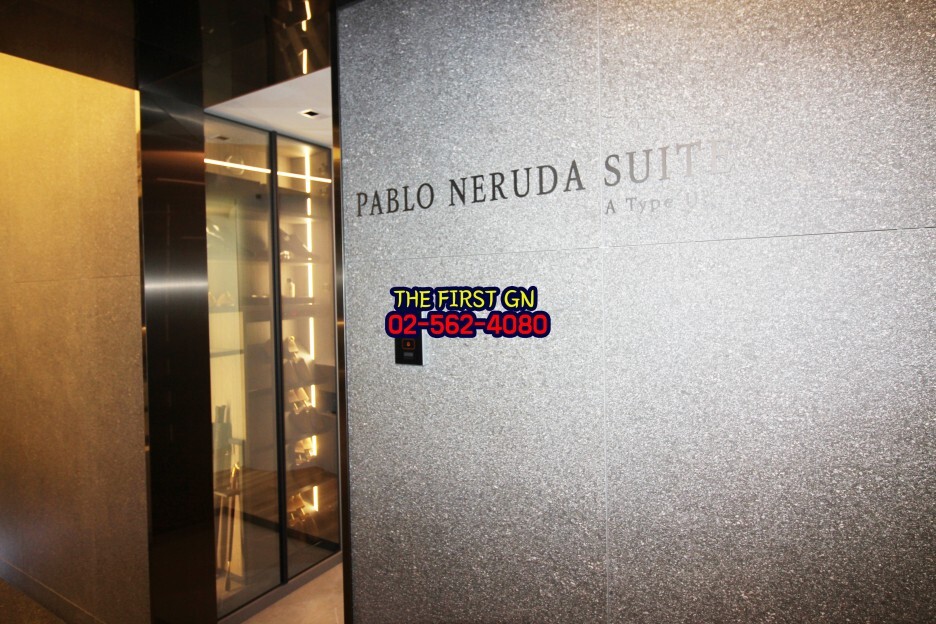 PABLO NERUDA SUITE
A Type
THE FIRST GN
02-562-4080